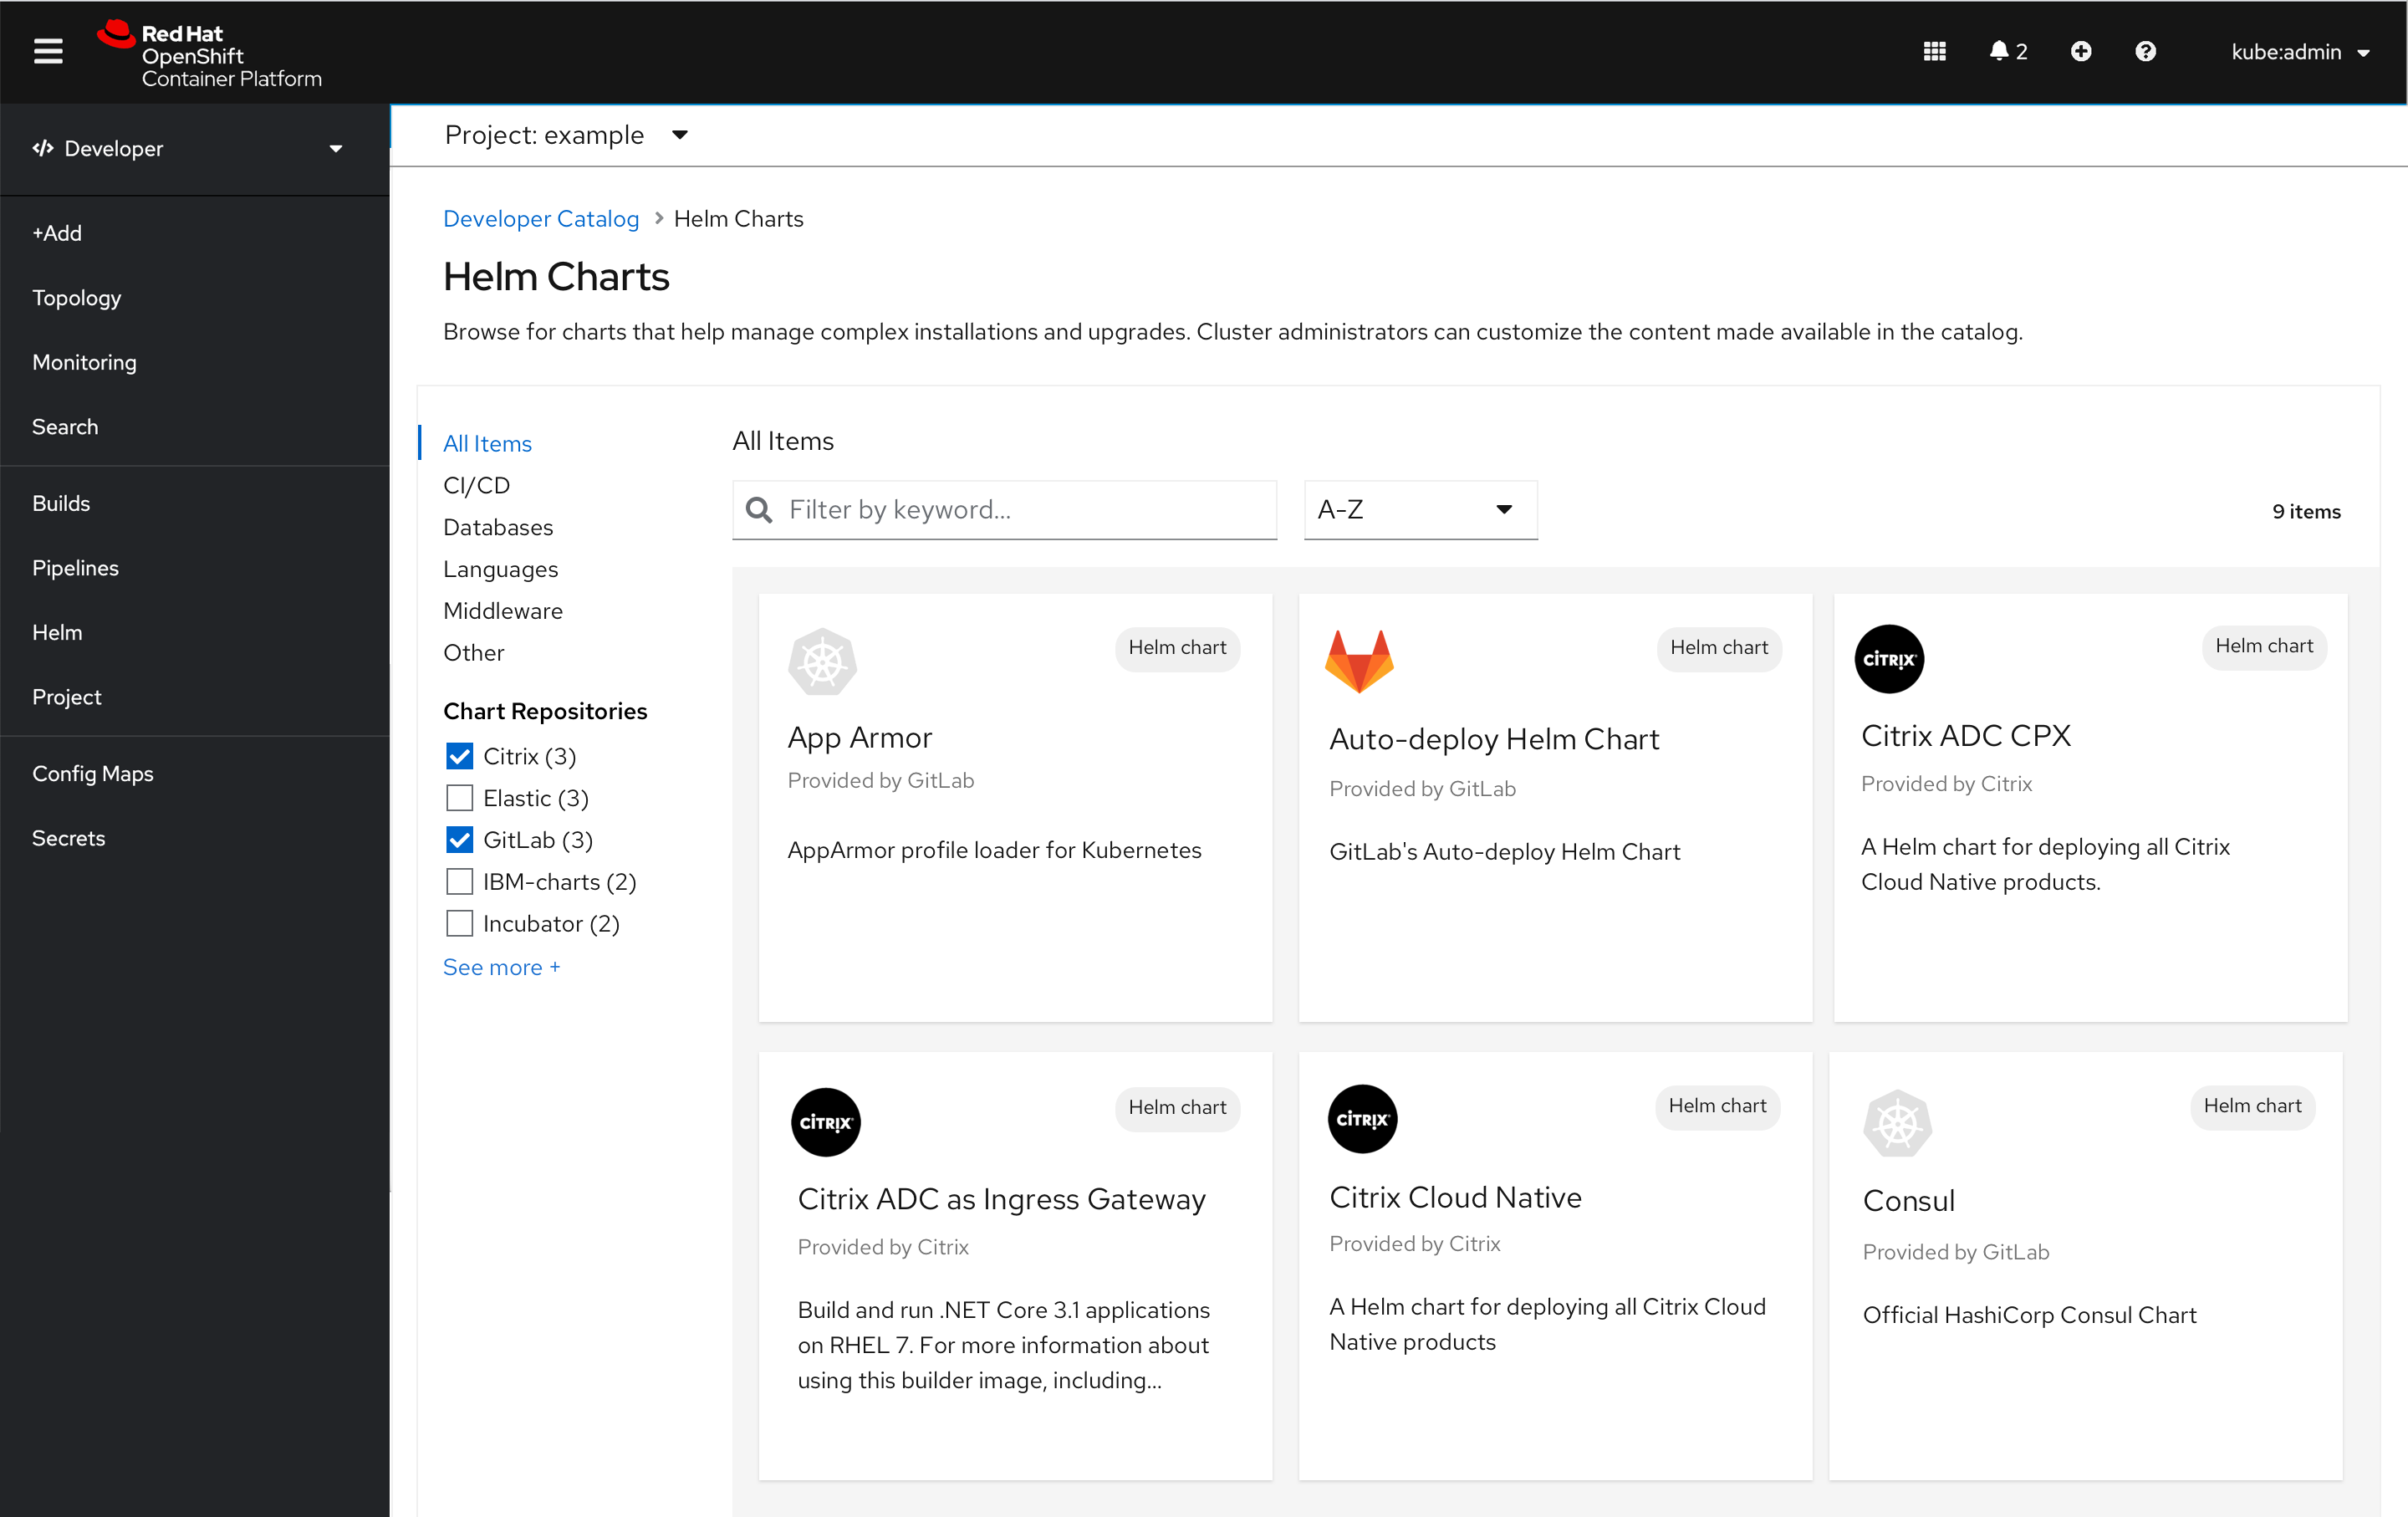 Red Hat
OpenShift
Container Platform
2
kube:admin
Developer
Project: example
+Add
Topology
Monitoring
Search
Builds
Pipelines
Helm
Project
Config Maps
Secrets
Developer Catalog > Helm Charts
Helm Charts
Browse for charts that help manage complex installations and upgrades. Cluster administrators can customize the content made available in the catalog.
All Items
CI/CD
Databases
Languages
Middleware
Other
Chart Repositories
Citrix (3)
Elastic (3)
GitLab (3)
IBM-charts (2)
Incubator (2)
See more +
All Items
Filter by keyword...
A-Z
9 items
Helm chart
App Armor
Provided by GitLab
AppArmor profile loader for Kubernetes
Helm chart
Auto-deploy Helm Chart
Provided by GitLab
GitLab's Auto-deploy Helm Chart
CİTRIX
Helm chart
Citrix ADC CPX
Provided by Citrix
A Helm chart for deploying all Citrix
Cloud Native products.
CİTRIX
Helm chart
Citrix ADC as Ingress Gateway
Provided by Citrix
Build and run .NET Core 3.1 applications
on RHEL 7. For more information about
using this builder image, including...
CİTRIX
Helm chart
Citrix Cloud Native
Provided by Citrix
A Helm chart for deploying all Citrix Cloud
Native products
Helm chart
Consul
Provided by GitLab
Official HashiCorp Consul Chart